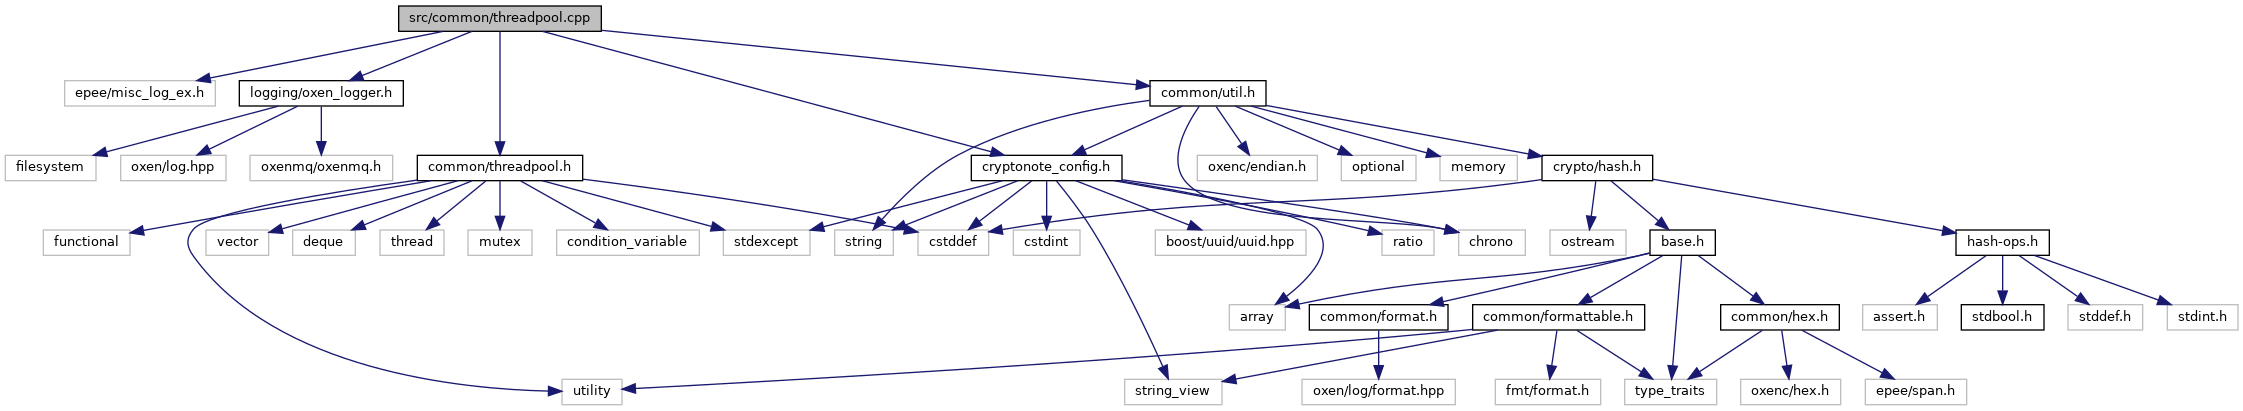 src/common/threadpool.cpp
epee/misc_log_ex.h
logging/oxen_logger.h
common/util.h
filesystem
oxen/log.hpp
oxenmq/oxenmq.h
common/threadpool.h
cryptonote_config.h
oxenc/endian.h
optional
memory
crypto/hash.h
functional
vector
deque
thread
mutex
condition_variable
stdexcept
string
cstddef
cstdint
boost/uuid/uuid.hpp
ratio
chrono
ostream
base.h
hash-ops.h
array
common/format.h
common/formattable.h
common/hex.h
assert.h
stdbool.h
stddef.h
stdint.h
utility
string_view
oxen/log/format.hpp
fmt/format.h
type_traits
oxenc/hex.h
epee/span.h